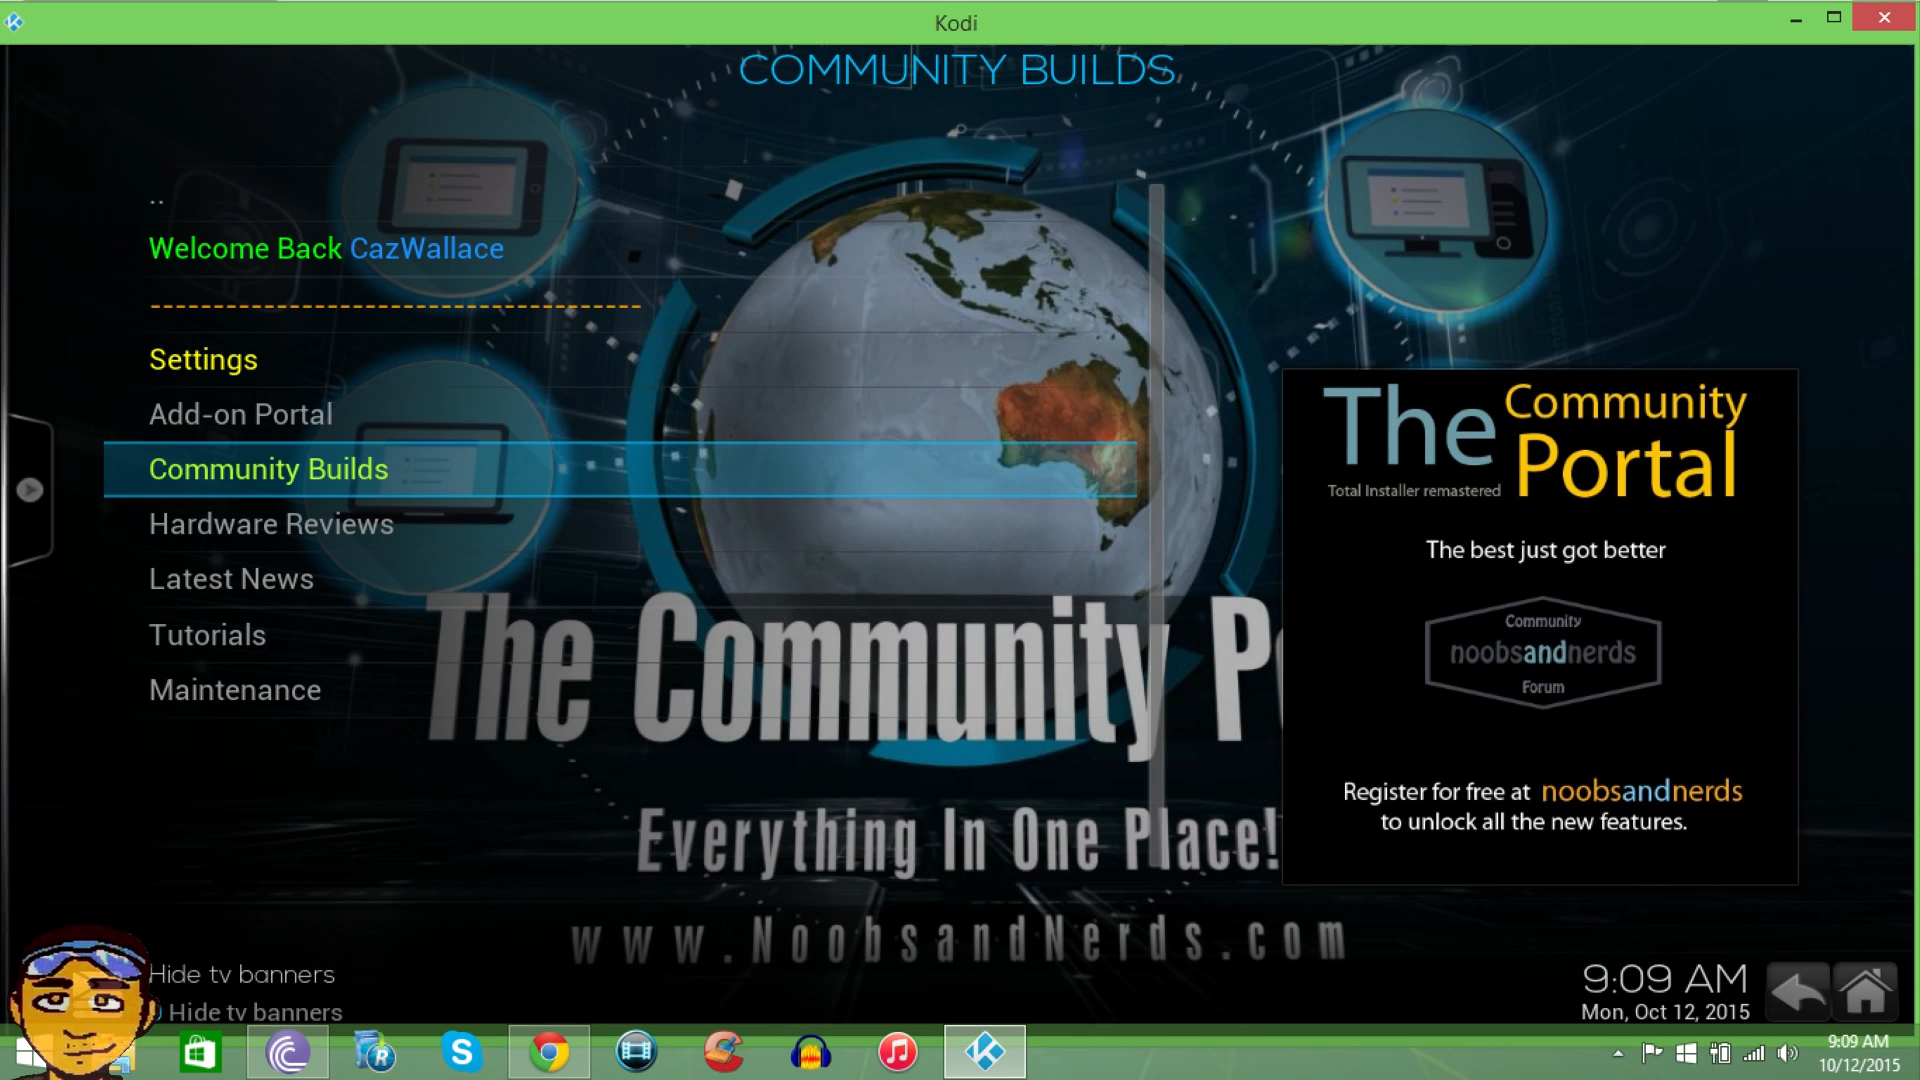 Kodi
COMMUNITY BUILDS
..
Welcome Back CazWallace
Settings
Add-on Portal
Community Builds
Hardware Reviews
Latest News
Tutorials
Maintenance
The Community P
Everything In One Place!
www.NoobsandNerds.com
The Community Portal
Total Installer remastered
The best just got better
Community
noobsandnerds
Forum
Register for free at noobsandnerds
to unlock all the new features.
Hide tv banners
Hide tv banners
9:09 AM
Mon, Oct 12, 2015
9:09 AM
10/12/2015